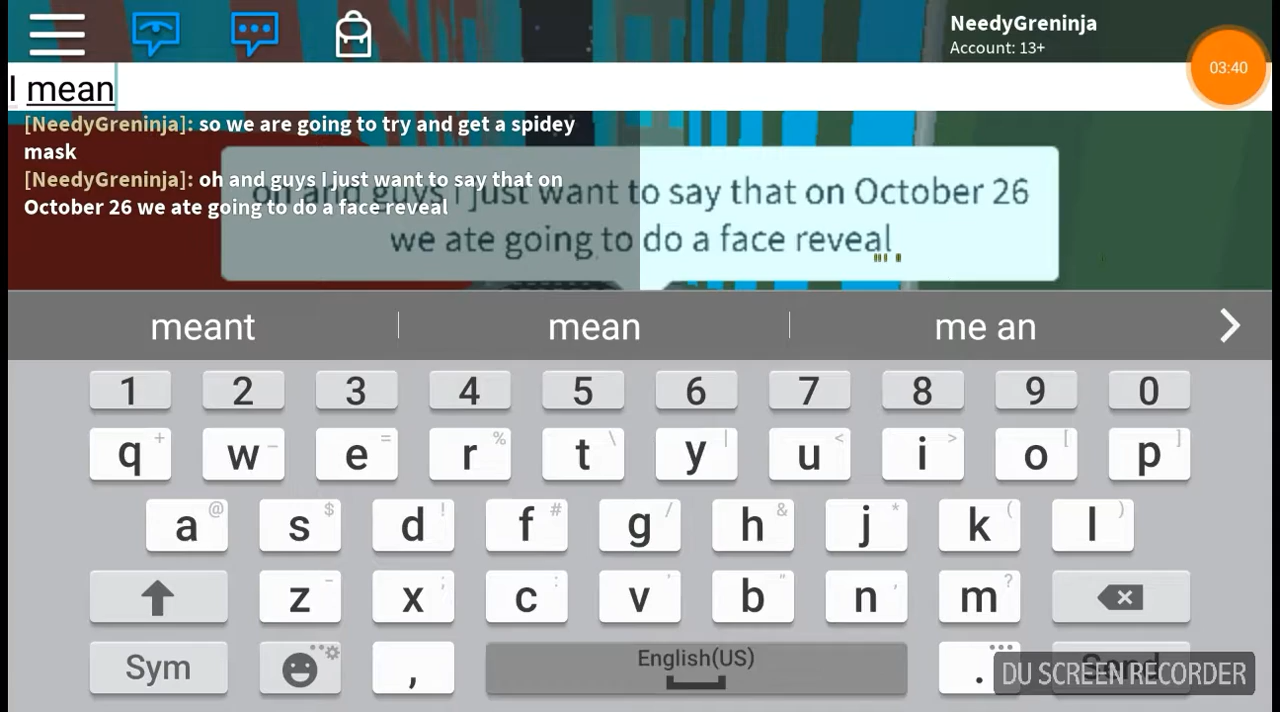 NeedyGreninja
Account: 13+
03:40
I mean
[NeedyGreninja]: so we are going to try and get a spidey
mask
[NeedyGreninja]: oh and guys I just want to say that on
October 26 we ate going to do a face reveal
oh and guys I just want to say that on October 26
we ate going to do a face reveal
meant mean me an
1 2 3 4 5 6 7 8 9 0
q + w - e = r % t \ y | u < i > o [ p ]
a @ s $ d ! f # g / h & j * k ( l )
z - x ; c : v ' b " n , m ?
Sym , English(US) . Send
DU SCREEN RECORDER